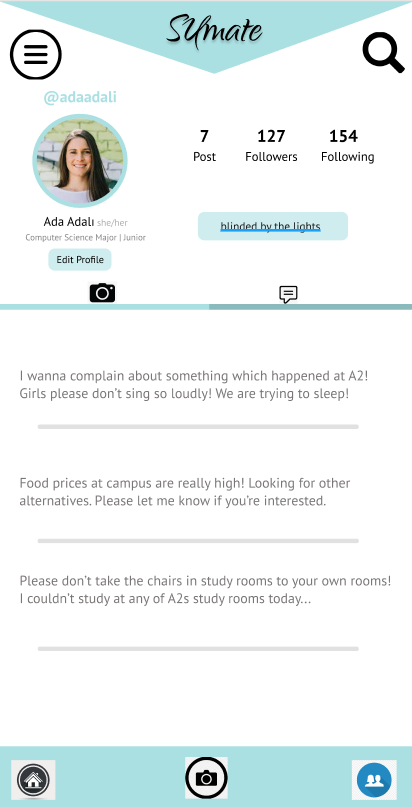 SUmate
@adaadali
7 127 154
Post Followers Following
Ada Adalı she/her
Computer Science Major | Junior
blinded by the lights
Edit Profile
I wanna complain about something which happened at A2!
Girls please don't sing so loudly! We are trying to sleep!
Food prices at campus are really high! Looking for other
alternatives. Please let me know if you're interested.
Please don't take the chairs in study rooms to your own rooms!
I couldn't study at any of A2s study rooms today...